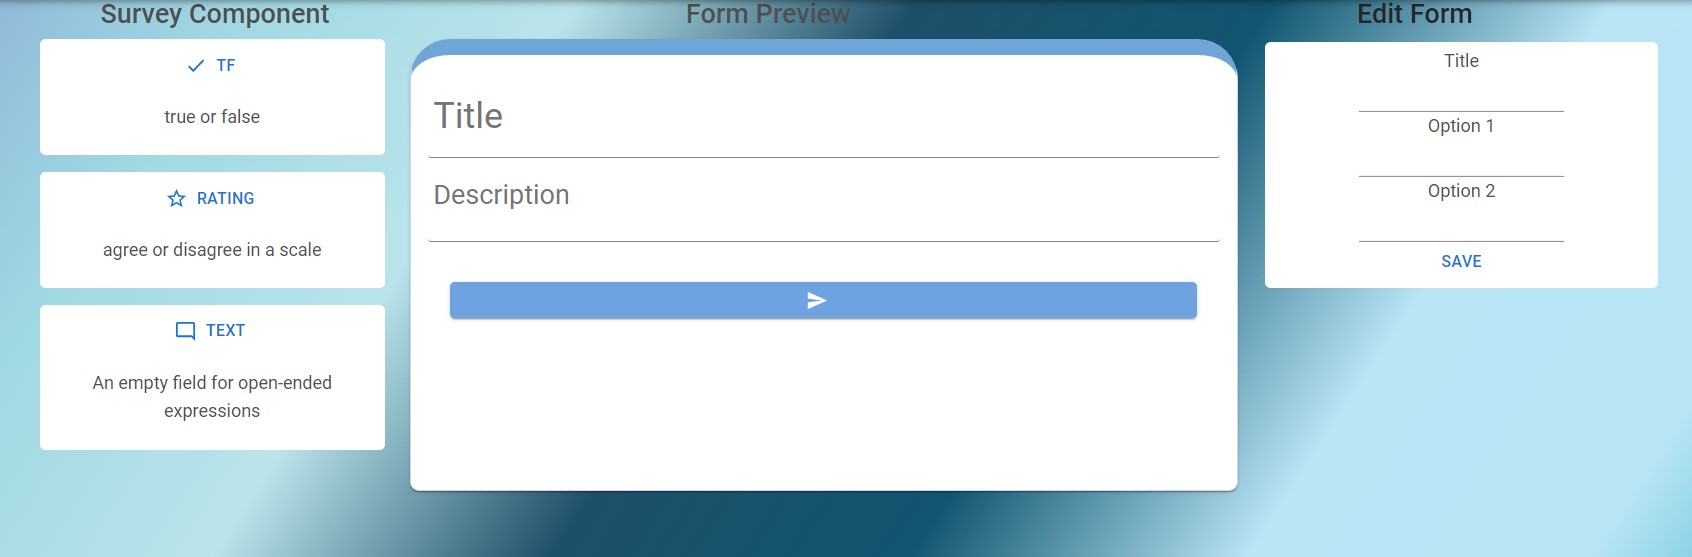 Survey Component
TF
true or false
RATING
agree or disagree in a scale
TEXT
An empty field for open-ended
expressions
Form Preview
Title
Description
Edit Form
Title
Option 1
Option 2
SAVE